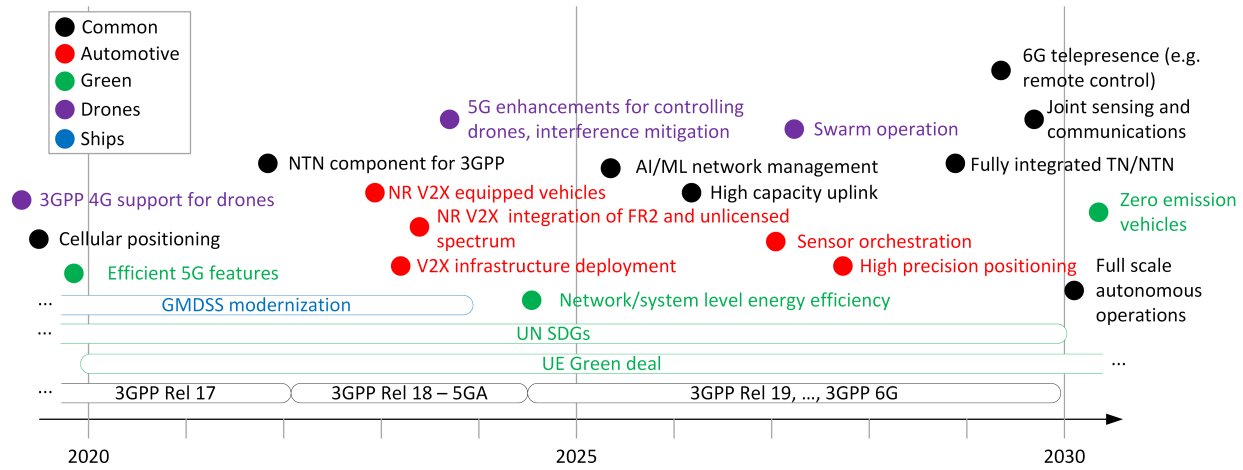 Common
Automotive
Green
Drones
Ships
6G telepresence (e.g.
remote control)
5G enhancements for controlling
drones, interference mitigation
Joint sensing and
communications
Swarm operation
NTN component for 3GPP
AI/ML network management
Fully integrated TN/NTN
NR V2X equipped vehicles
High capacity uplink
3GPP 4G support for drones
Zero emission
vehicles
NR V2X integration of FR2 and unlicensed
spectrum
Cellular positioning
Sensor orchestration
V2X infrastructure deployment
High precision positioning
Efficient 5G features
Full scale
autonomous
operations
Network/system level energy efficiency
... GMDSS modernization
... UN SDGs
UE Green deal ...
... 3GPP Rel 17 3GPP Rel 18 – 5GA 3GPP Rel 19, ..., 3GPP 6G
2020 2025 2030